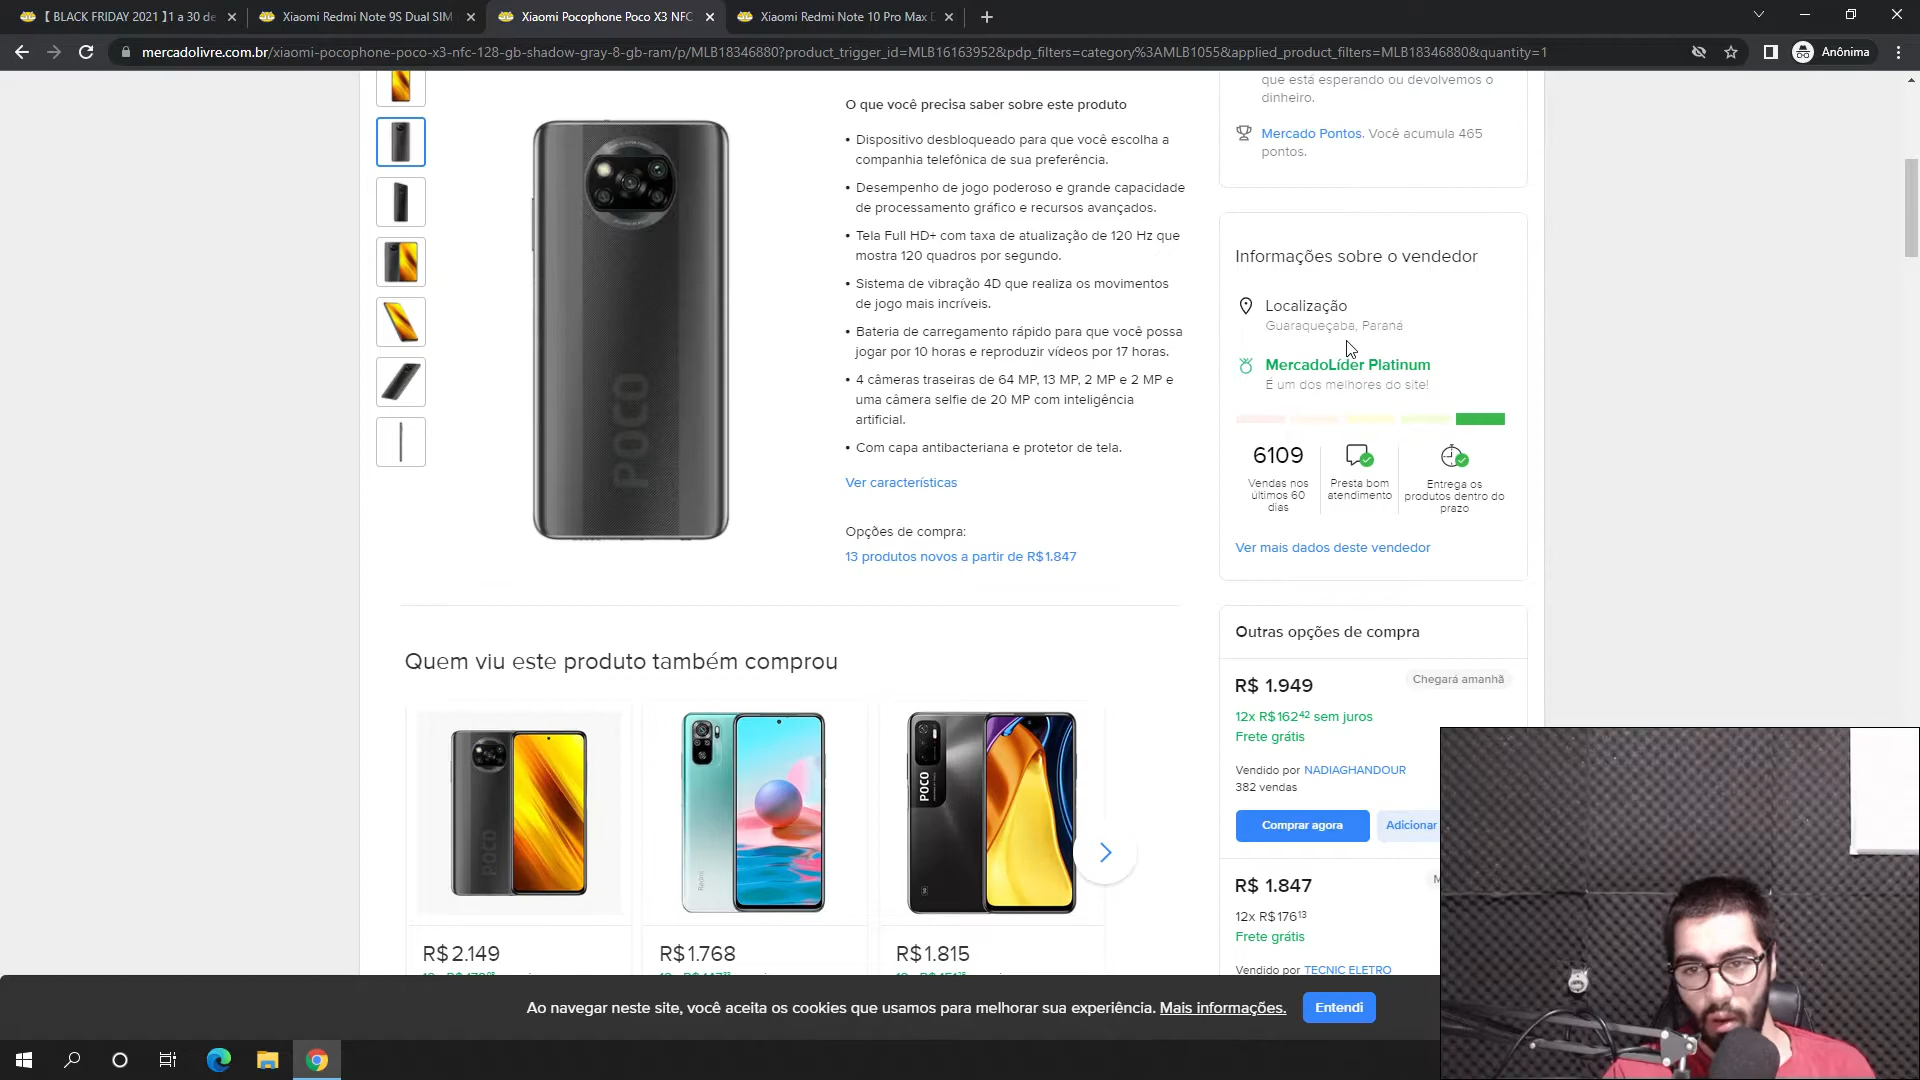 【 BLACK FRIDAY 2021 】1 a 30 de
Xiaomi Redmi Note 9S Dual SIM
Xiaomi Pocophone Poco X3 NFC
Xiaomi Redmi Note 10 Pro Max
mercadolivre.com.br/xiaomi-pocophone-poco-x3-nfc-128-gb-shadow-gray-8-gb-ram/p/MLB18346880?product_trigger_id=MLB16163952&pdp_filters=category%3AMLB1055&applied_product_filters=MLB18346880&quantity=1
Anônima
O que você precisa saber sobre este produto
• Dispositivo desbloqueado para que você escolha a
companhia telefônica de sua preferência.
• Desempenho de jogo poderoso e grande capacidade
de processamento gráfico e recursos avançados.
• Tela Full HD+ com taxa de atualização de 120 Hz que
mostra 120 quadros por segundo.
• Sistema de vibração 4D que realiza os movimentos
de jogo mais incríveis.
• Bateria de carregamento rápido para que você possa
jogar por 10 horas e reproduzir vídeos por 17 horas.
• 4 câmeras traseiras de 64 MP, 13 MP, 2 MP e 2 MP e
uma câmera selfie de 20 MP com inteligência
artificial.
• Com capa antibacteriana e protetor de tela.
Ver características
Opções de compra:
13 produtos novos a partir de R$1.847
POCO
que está esperando ou devolvemos o
dinheiro.
Mercado Pontos. Você acumula 465
pontos.
Informações sobre o vendedor
Localização
Guaraqueçaba, Paraná
MercadoLíder Platinum
É um dos melhores do site!
6109
Vendas nos
últimos 60
dias
Presta bom
atendimento
Entrega os
produtos dentro do
prazo
Ver mais dados deste vendedor
Outras opções de compra
R$ 1.949
Chegará amanhã
12x R$162⁴² sem juros
Frete grátis
Vendido por NADIAGHANDOUR
382 vendas
Comprar agora
Adicionar
R$ 1.847
12x R$176¹³
Frete grátis
Vendido por TECNIC ELETRO
Quem viu este produto também comprou
POCO
Redmi
POCO
R$2.149
R$1.768
R$1.815
Ao navegar neste site, você aceita os cookies que usamos para melhorar sua experiência. Mais informações.
Entendi